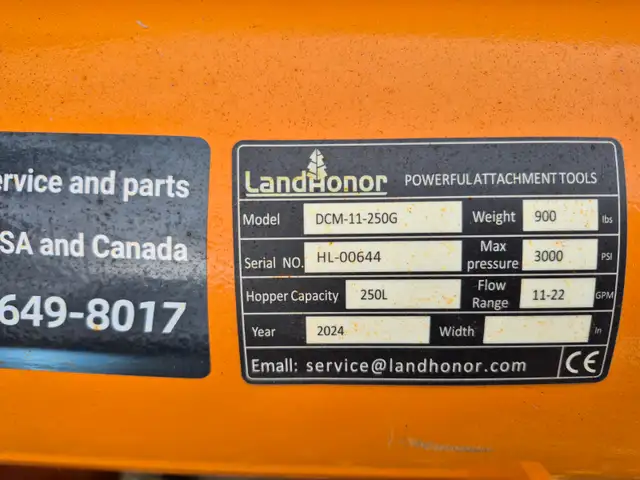 ervice and parts
SA and Canada
649-8017
LandHonor POWERFUL ATTACHMENT TOOLS
Model DCM-11-250G Weight 900 lbs
Serial NO. HL-00644 Max pressure 3000 PSI
Hopper Capacity 250L Flow Range 11-22 GPM
Year 2024 Width In
Email: service@landhonor.com CE